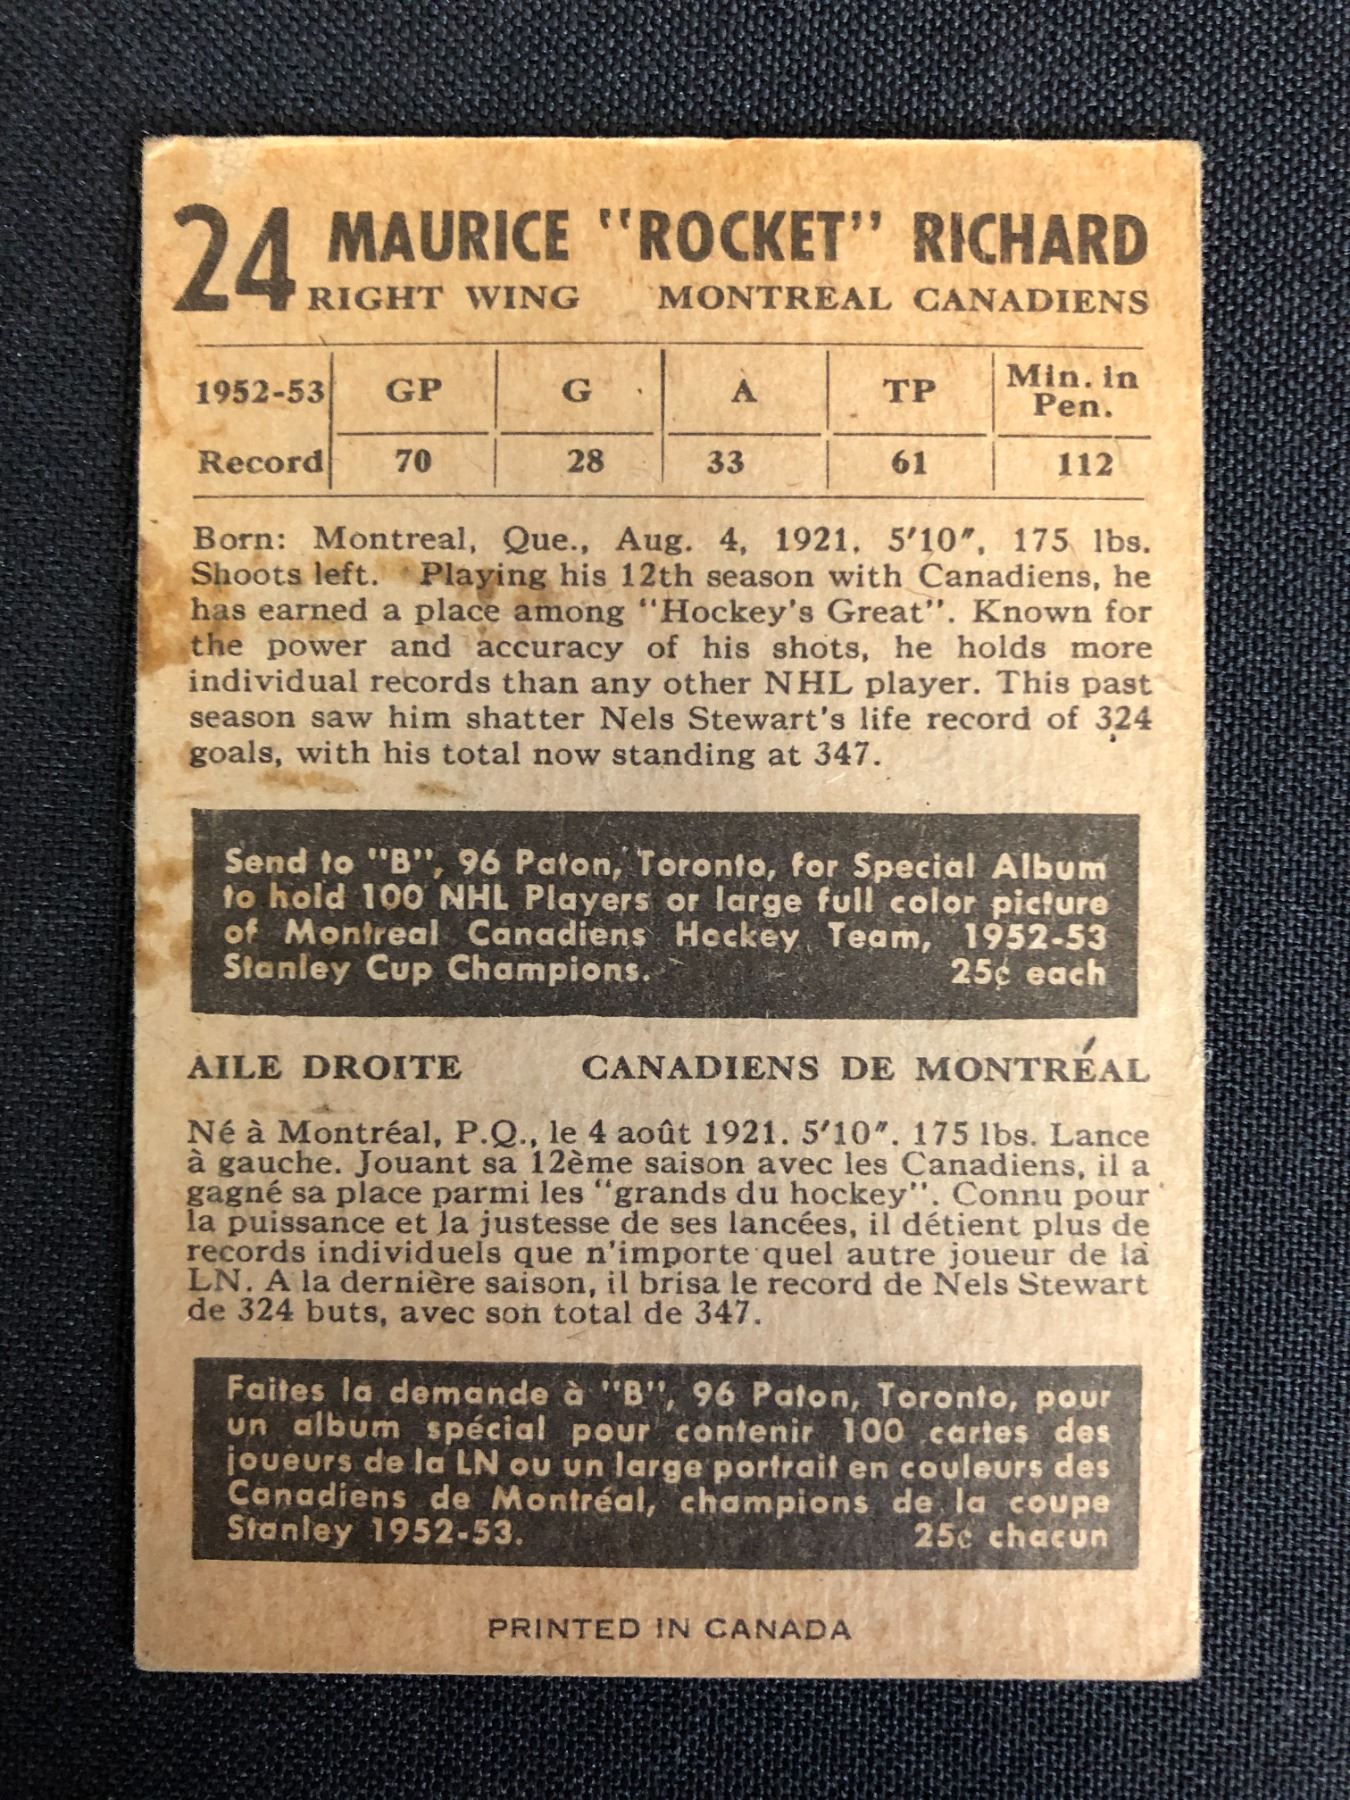 24 MAURICE "ROCKET" RICHARD
RIGHT WING MONTREAL CANADIENS
1952-53 GP G A TP Min. in Pen.
Record 70 28 33 61 112
Born: Montreal, Que., Aug. 4, 1921. 5'10", 175 lbs.
Shoots left. Playing his 12th season with Canadiens, he
has earned a place among "Hockey's Great". Known for
the power and accuracy of his shots, he holds more
individual records than any other NHL player. This past
season saw him shatter Nels Stewart's life record of 324
goals, with his total now standing at 347.
Send to "B", 96 Paton, Toronto, for Special Album
to hold 100 NHL Players or large full color picture
of Montreal Canadiens Hockey Team, 1952-53
Stanley Cup Champions. 25¢ each
AILE DROITE CANADIENS DE MONTRÉAL
Né à Montréal, P.Q., le 4 août 1921. 5'10". 175 lbs. Lance
à gauche. Jouant sa 12ème saison avec les Canadiens, il a
gagné sa place parmi les "grands du hockey". Connu pour
la puissance et la justesse de ses lancées, il détient plus de
records individuels que n'importe quel autre joueur de la
LN. A la dernière saison, il brisa le record de Nels Stewart
de 324 buts, avec son total de 347.
Faites la demande à "B", 96 Paton, Toronto, pour
un album spécial pour contenir 100 cartes des
joueurs de la LN ou un large portrait en couleurs des
Canadiens de Montréal, champions de la coupe
Stanley 1952-53. 25¢ chacun
PRINTED IN CANADA